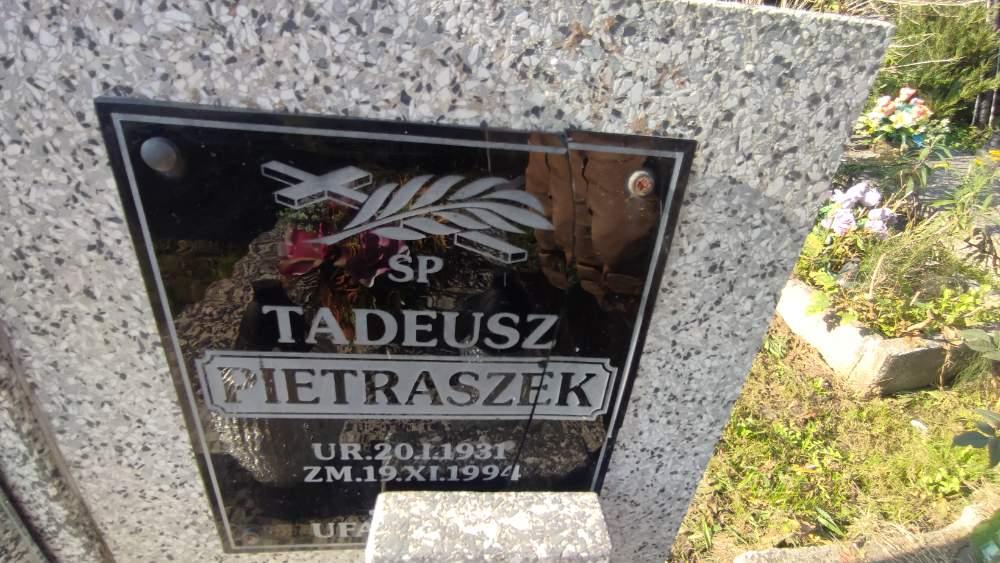 ŚP
TADEUSZ
PIETRASZEK
UR.20.I.1931
ZM.19.XI.1994